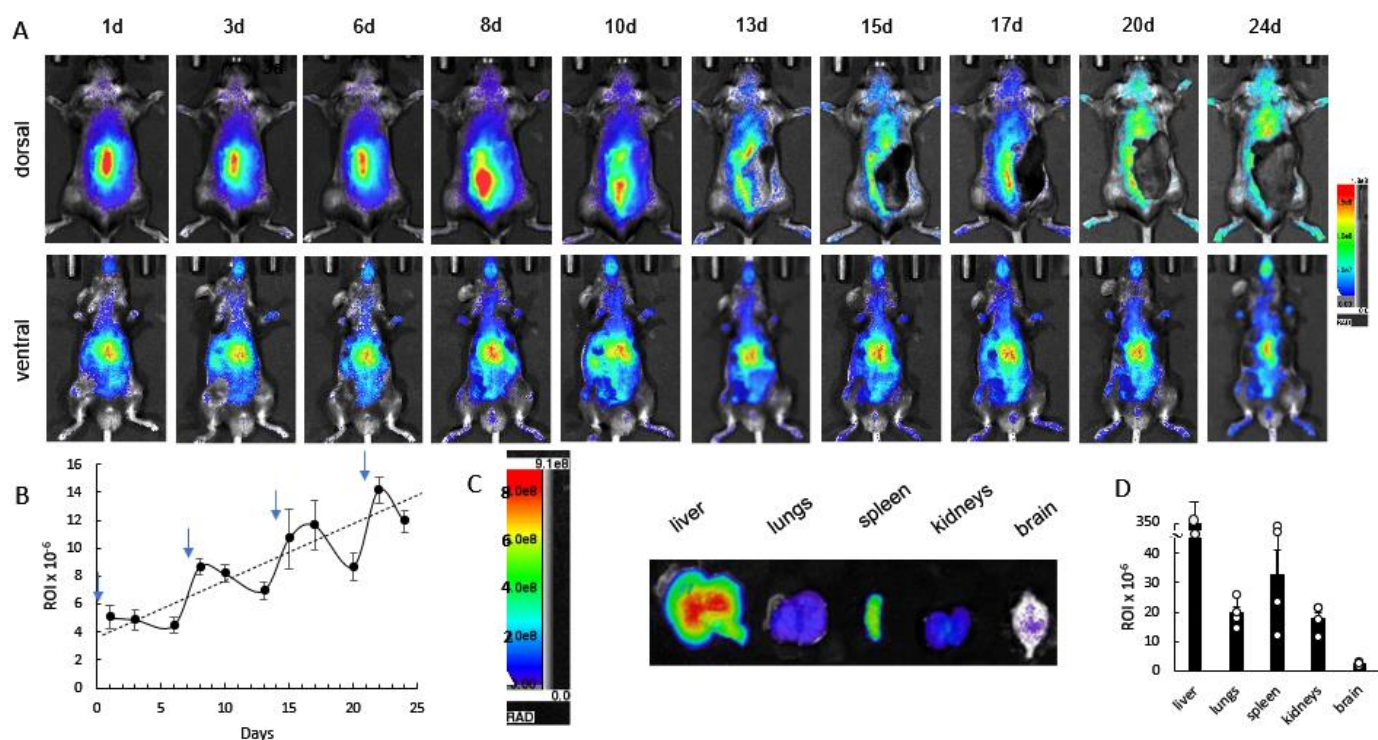 A
1d 3d 6d 8d 10d 13d 15d 17d 20d 24d
dorsal
ventral
B
ROI x 10-6
16
14
12
10
8
6
4
2
0
0 5 10 15 20 25
Days
C
9.1e8
8.0e8
6.0e8
4.0e8
2.0e8
0.00
0.0
RAD
liver lungs spleen kidneys brain
D
ROI x 10-6
350
40
30
20
10
0
liver lungs spleen kidneys brain